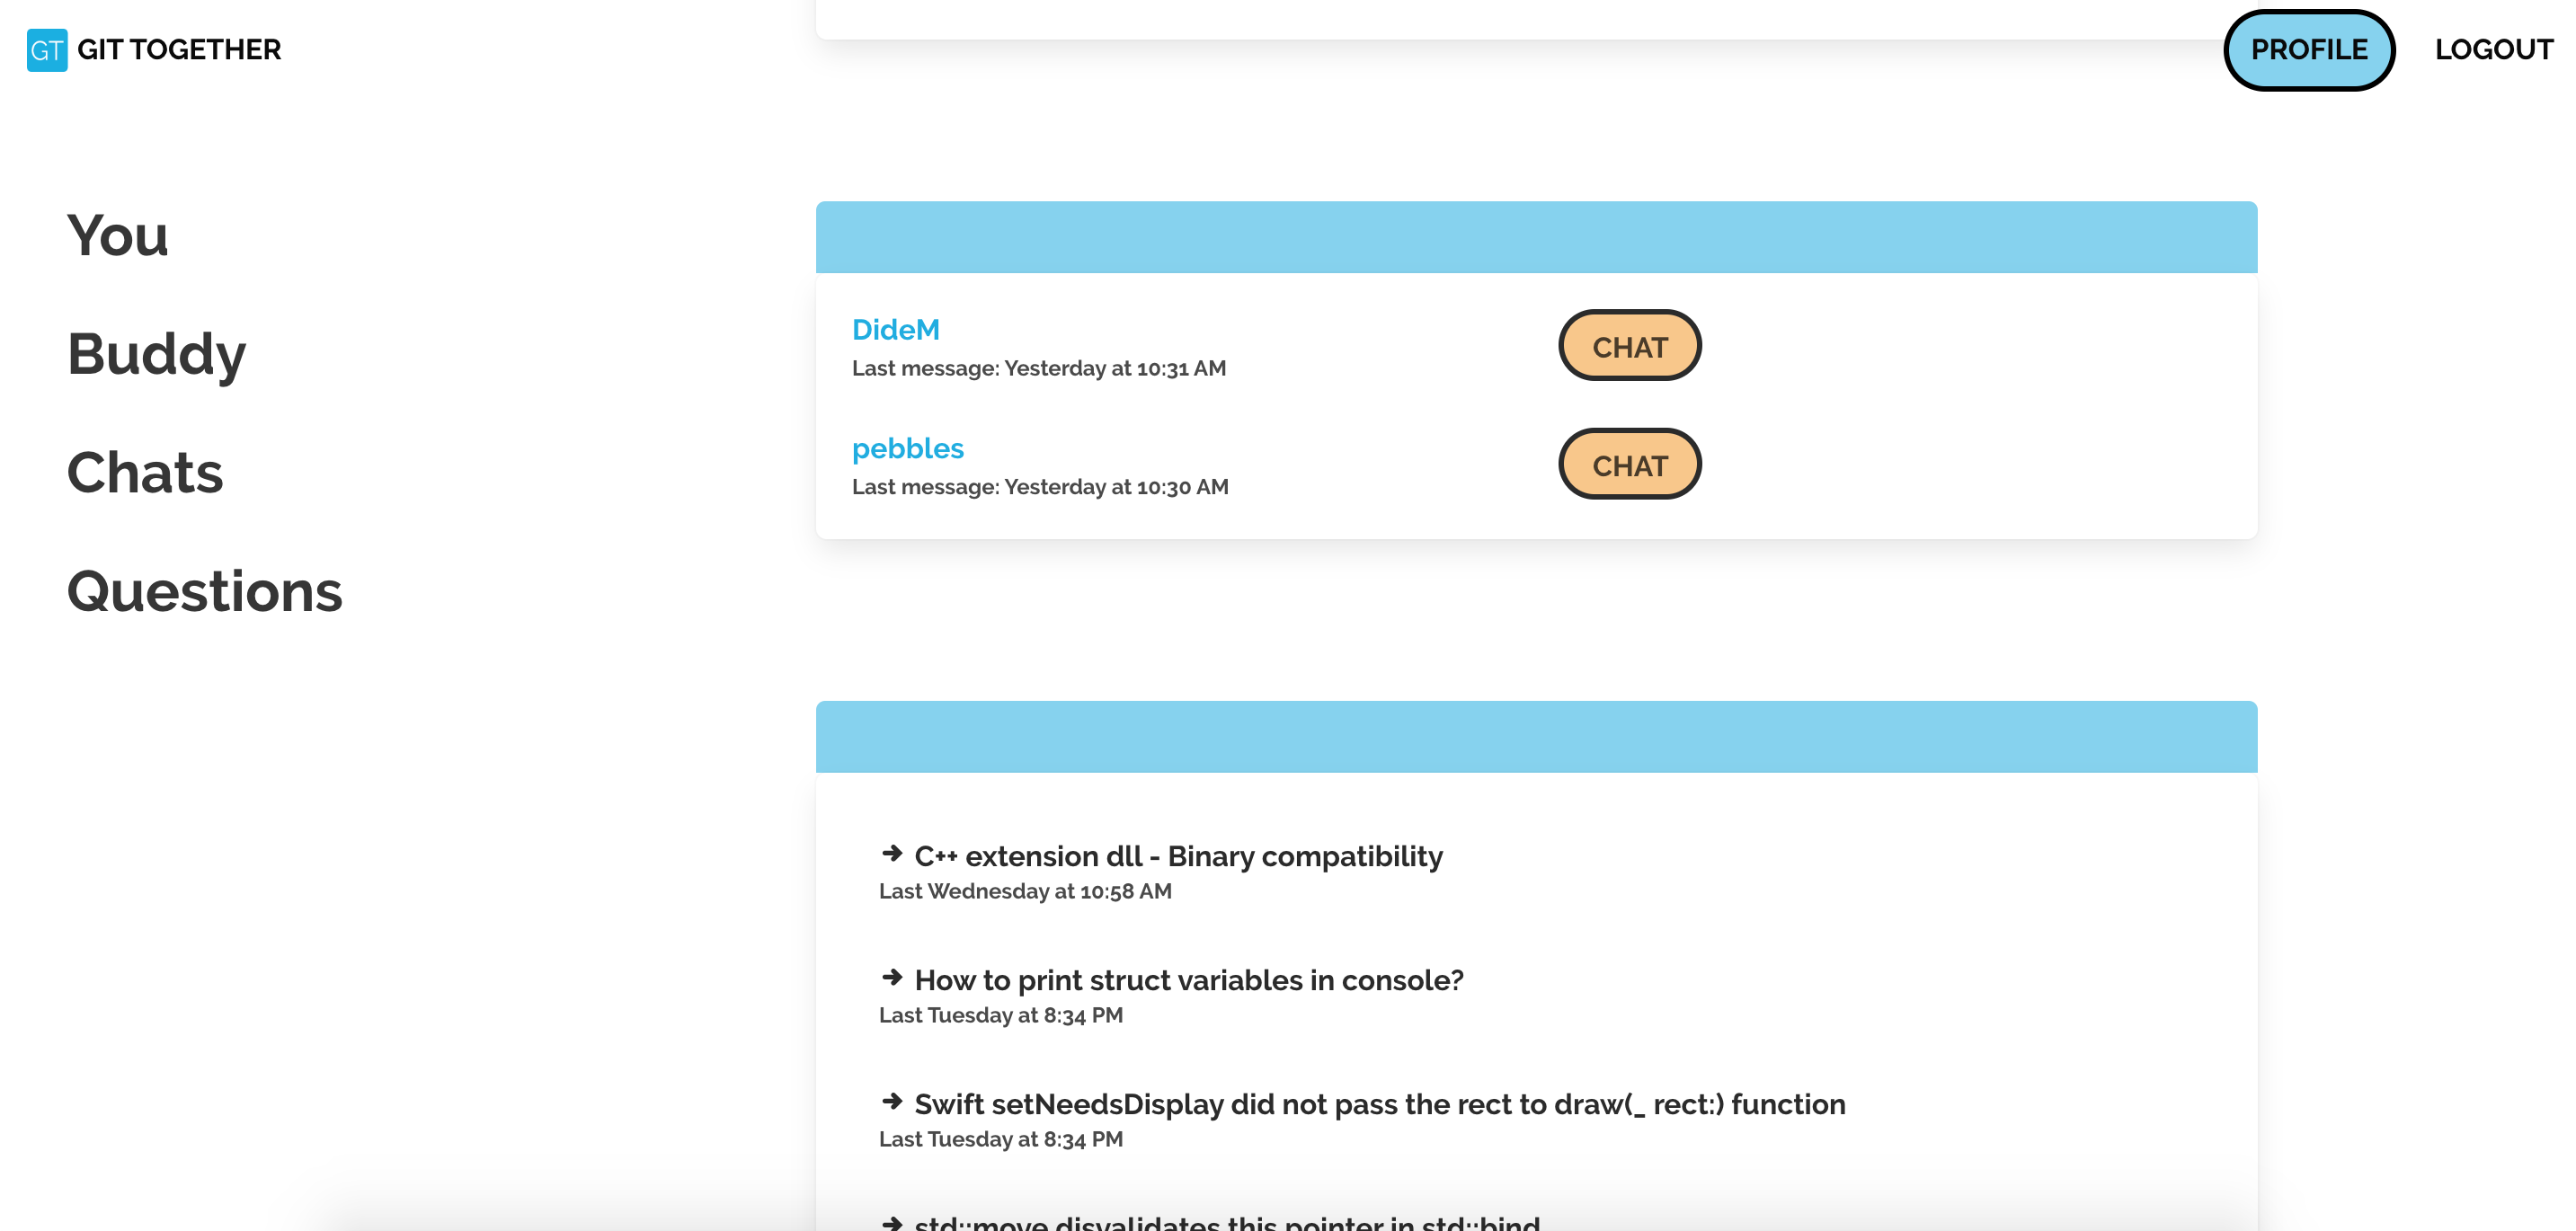 GT GIT TOGETHER
PROFILE
LOGOUT
You
Buddy
Chats
Questions
DideM
Last message: Yesterday at 10:31 AM
CHAT
pebbles
Last message: Yesterday at 10:30 AM
CHAT
➔ C++ extension dll - Binary compatibility
Last Wednesday at 10:58 AM
➔ How to print struct variables in console?
Last Tuesday at 8:34 PM
➔ Swift setNeedsDisplay did not pass the rect to draw(_ rect:) function
Last Tuesday at 8:34 PM
➔ std::move disvalidates this pointer in std::bind